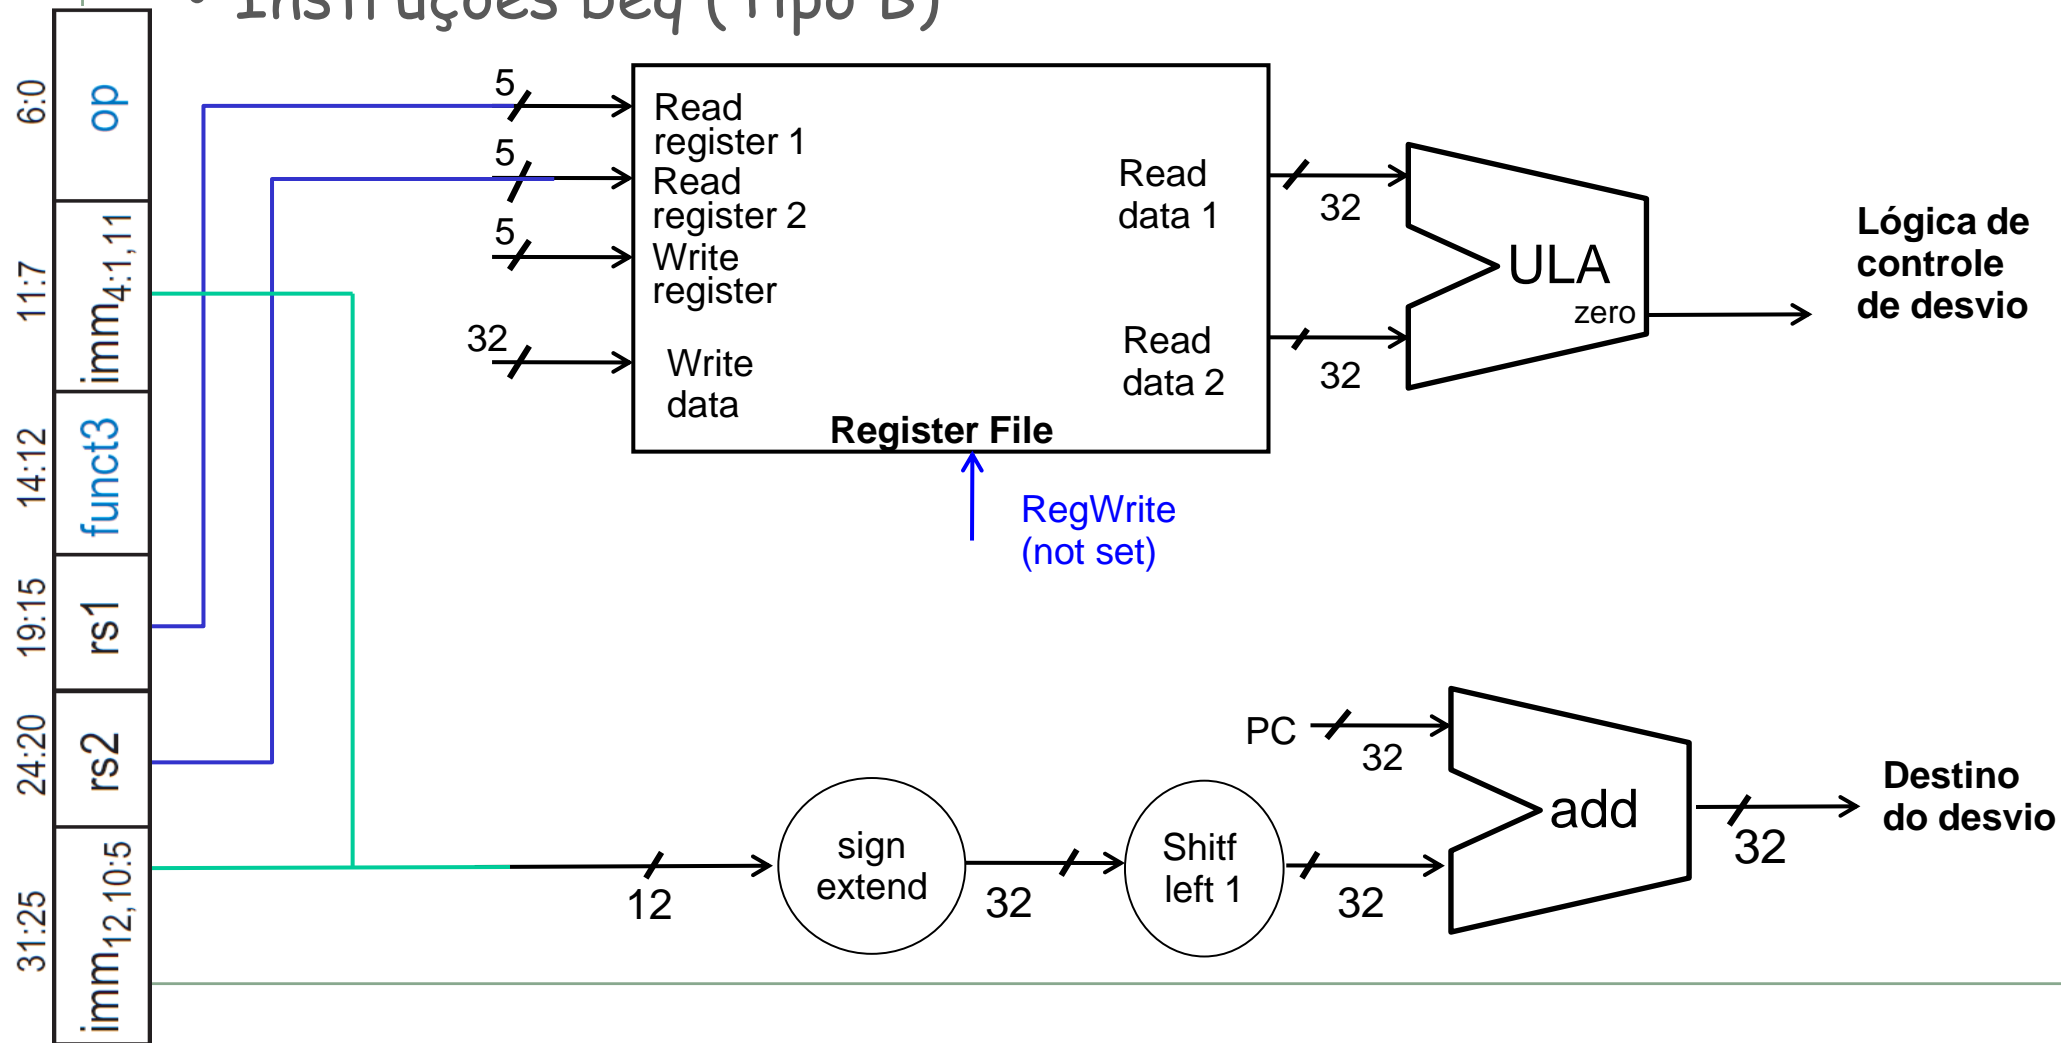 • Instruções beq (Tipo B)
6:0
op
11:7
imm4:1,11
14:12
funct3
19:15
rs1
24:20
rs2
31:25
imm12,10:5
5
5
5
32
Read
register 1
Read
register 2
Write
register
Write
data
Read
data 1
Read
data 2
Register File
RegWrite
(not set)
32
32
ULA
zero
Lógica de
controle
de desvio
12
sign
extend
32
Shitf
left 1
32
PC
32
add
32
Destino
do desvio